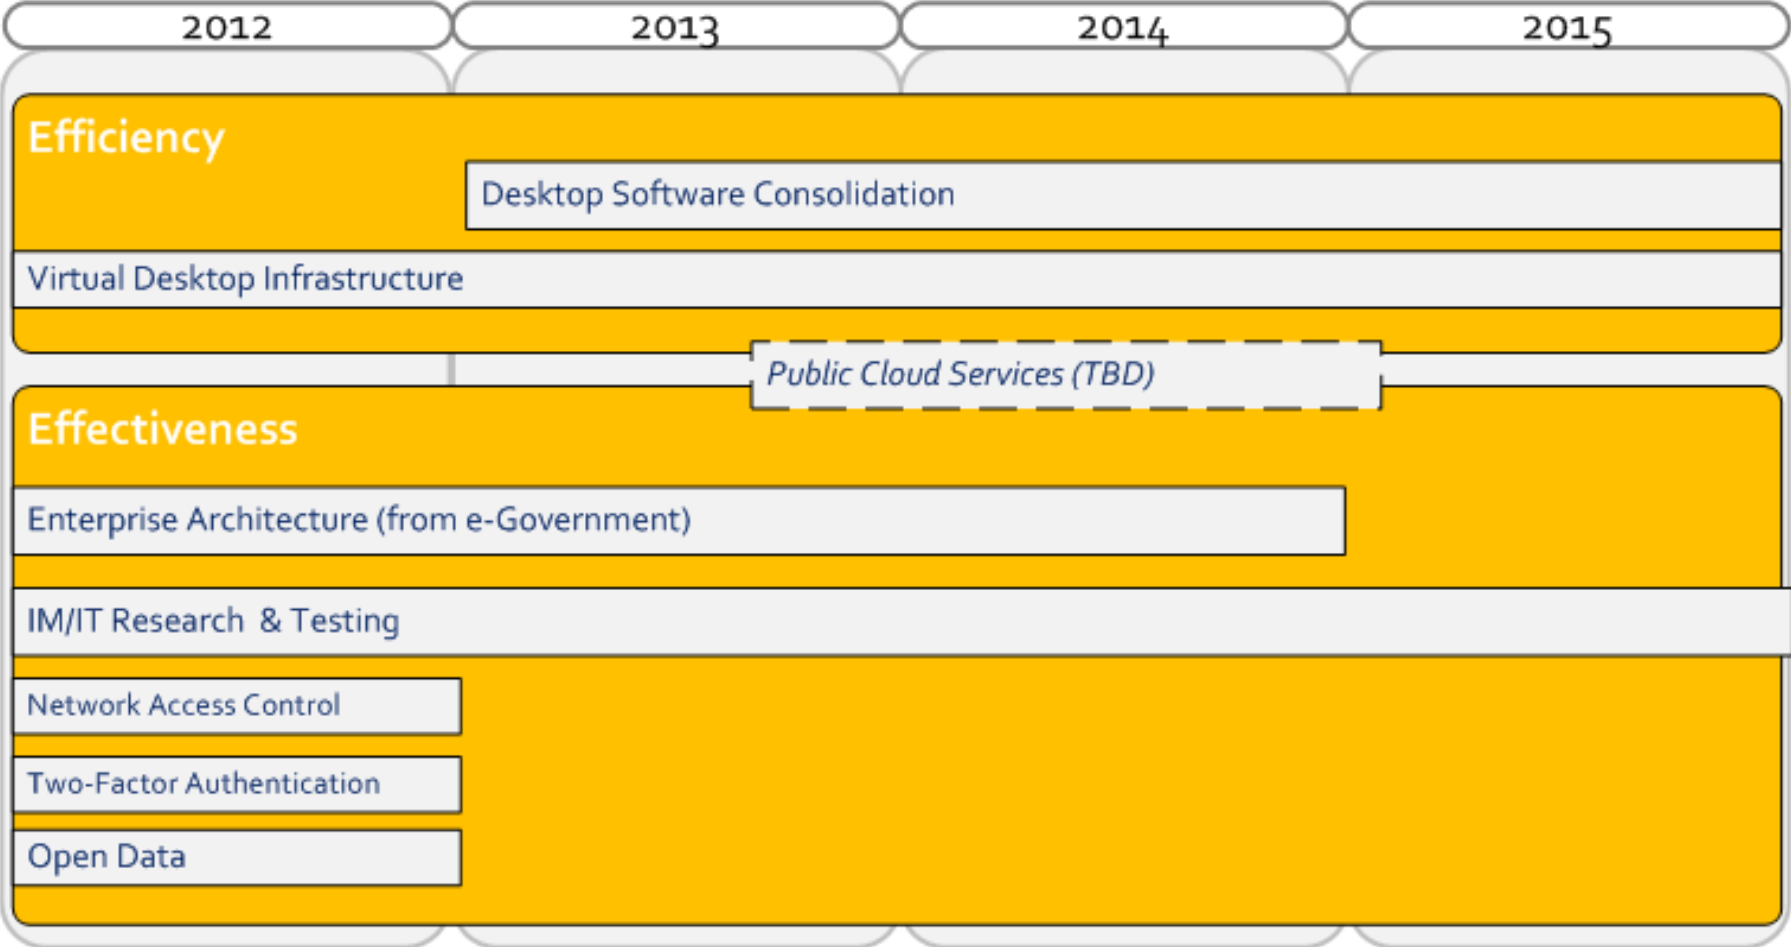 2012 2013 2014 2015
Efficiency
Desktop Software Consolidation
Virtual Desktop Infrastructure
Public Cloud Services (TBD)
Effectiveness
Enterprise Architecture (from e-Government)
IM/IT Research & Testing
Network Access Control
Two-Factor Authentication
Open Data